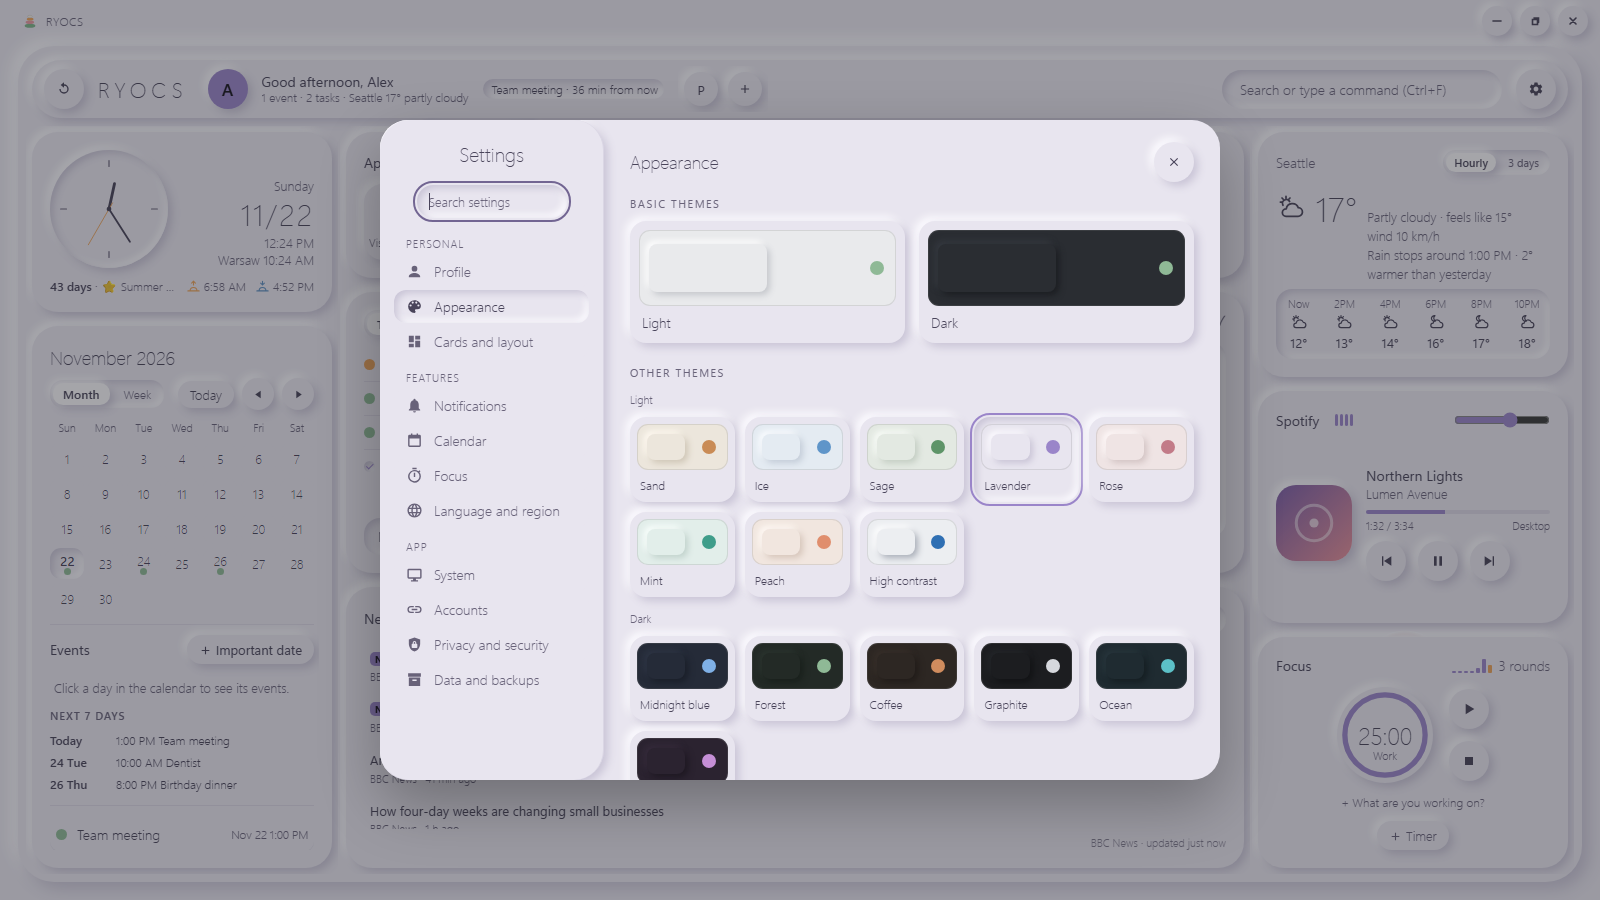 RYOCS
RYOCS
A
Good afternoon, Alex
1 event · 2 tasks · Seattle 17° partly cloudy
Team meeting · 36 min from now
P
+
Search or type a command (Ctrl+F)
Sunday
11/22
12:24 PM
Warsaw 10:24 AM
43 days · Summer ...
6:58 AM
4:52 PM
November 2026
Month
Week
Today
Sun Mon Tue Wed Thu Fri Sat
1 2 3 4 5 6 7
8 9 10 11 12 13 14
15 16 17 18 19 20 21
22 23 24 25 26 27 28
29 30
Events
+ Important date
Click a day in the calendar to see its events.
NEXT 7 DAYS
Today 1:00 PM Team meeting
24 Tue 10:00 AM Dentist
26 Thu 8:00 PM Birthday dinner
Team meeting
Nov 22 1:00 PM
Settings
Search settings
PERSONAL
Profile
Appearance
Cards and layout
FEATURES
Notifications
Calendar
Focus
Language and region
APP
System
Accounts
Privacy and security
Data and backups
Appearance
BASIC THEMES
Light
Dark
OTHER THEMES
Light
Sand
Ice
Sage
Lavender
Rose
Mint
Peach
High contrast
Dark
Midnight blue
Forest
Coffee
Graphite
Ocean
How four-day weeks are changing small businesses
BBC News · updated just now
Seattle
Hourly
3 days
17°
Partly cloudy · feels like 15°
wind 10 km/h
Rain stops around 1:00 PM · 2°
warmer than yesterday
Now 2PM 4PM 6PM 8PM 10PM
12° 13° 14° 16° 17° 18°
Spotify
Northern Lights
Lumen Avenue
1:32 / 3:34
Desktop
Focus
3 rounds
25:00
Work
+ What are you working on?
+ Timer